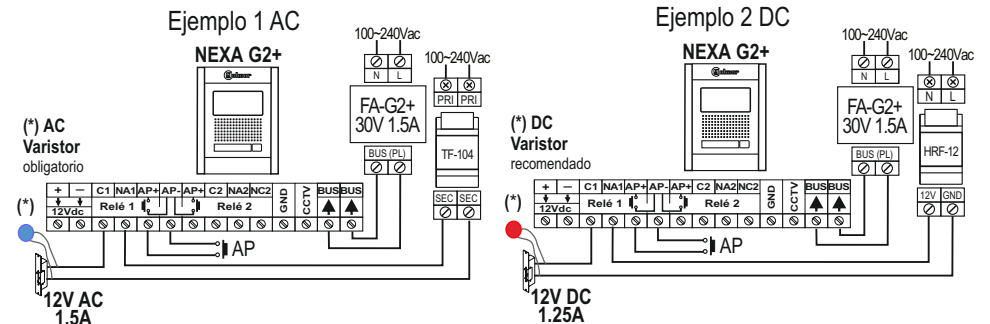 Ejemplo 1 AC
NEXA G2+
Golmar
100~240Vac
N L
FA-G2+
30V 1.5A
BUS (PL)
100~240Vac
PRI PRI
TF-104
SEC SEC
(*) AC
Varistor
obligatorio
(*)
+ − C1 NA1 AP+ AP- AP+ C2 NA2 NC2 GND CCTV BUS BUS
12Vdc Relé 1 Relé 2
AP
12V AC
1.5A
Ejemplo 2 DC
NEXA G2+
Golmar
100~240Vac
N L
FA-G2+
30V 1.5A
BUS (PL)
100~240Vac
N L
HRF-12
12V GND
(*) DC
Varistor
recomendado
(*)
+ − C1 NA1 AP+ AP- AP+ C2 NA2 NC2 GND CCTV BUS BUS
12Vdc Relé 1 Relé 2
AP
12V DC
1.25A